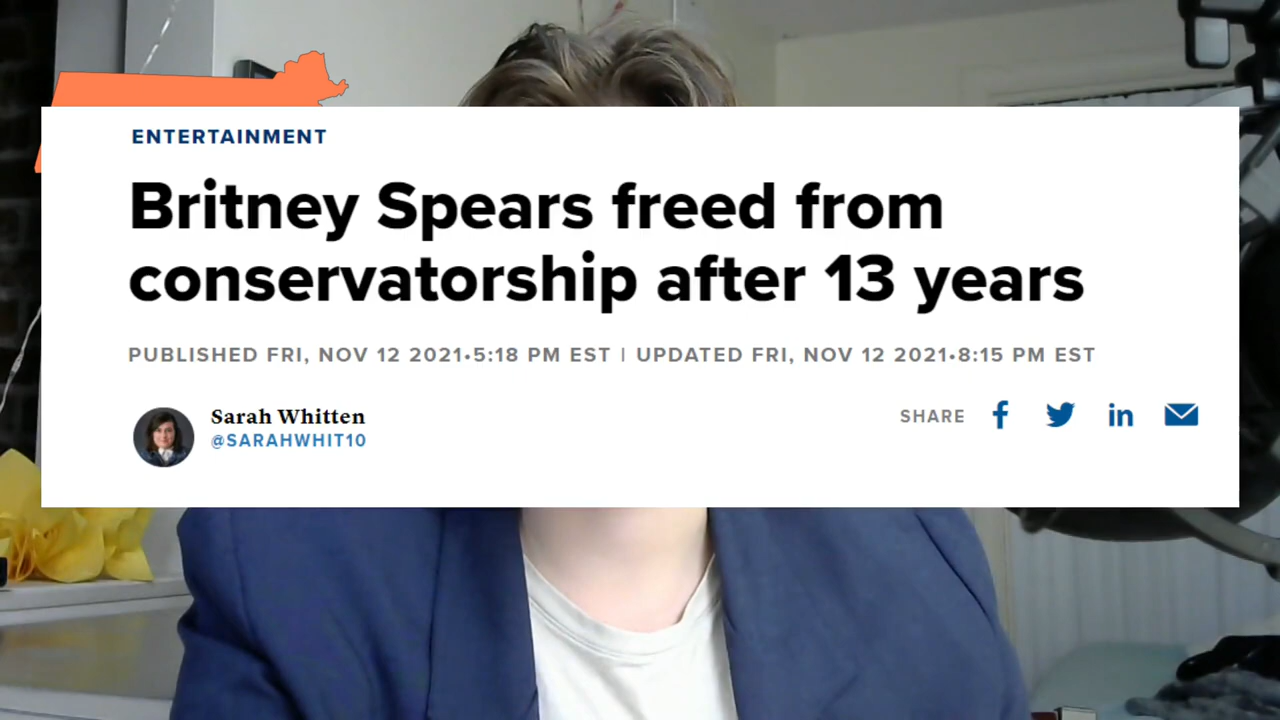 ENTERTAINMENT
Britney Spears freed from
conservatorship after 13 years
PUBLISHED FRI, NOV 12 2021•5:18 PM EST | UPDATED FRI, NOV 12 2021•8:15 PM EST
Sarah Whitten
@SARAHWHIT10
SHARE